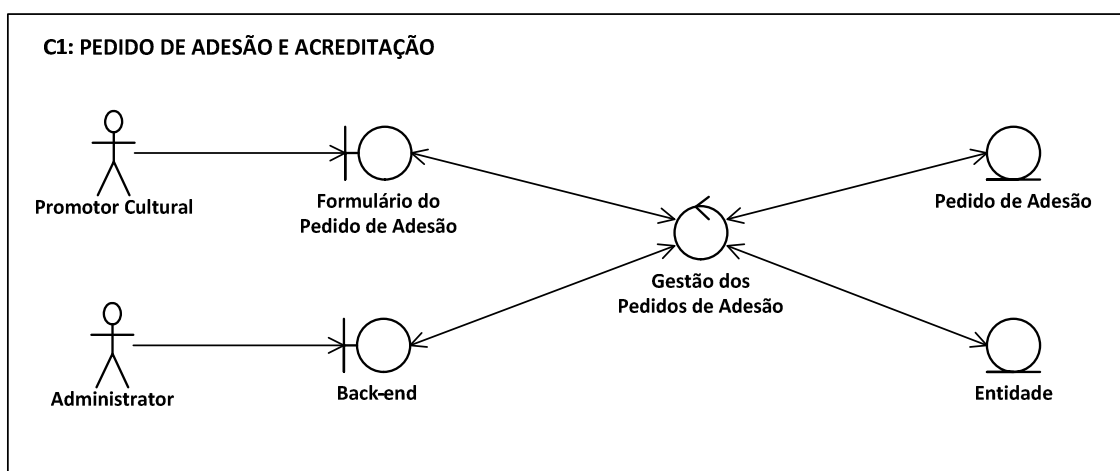 C1: PEDIDO DE ADESÃO E ACREDITAÇÃO
Promotor Cultural
Formulário do
Pedido de Adesão
Pedido de Adesão
Gestão dos
Pedidos de Adesão
Administrator
Back-end
Entidade